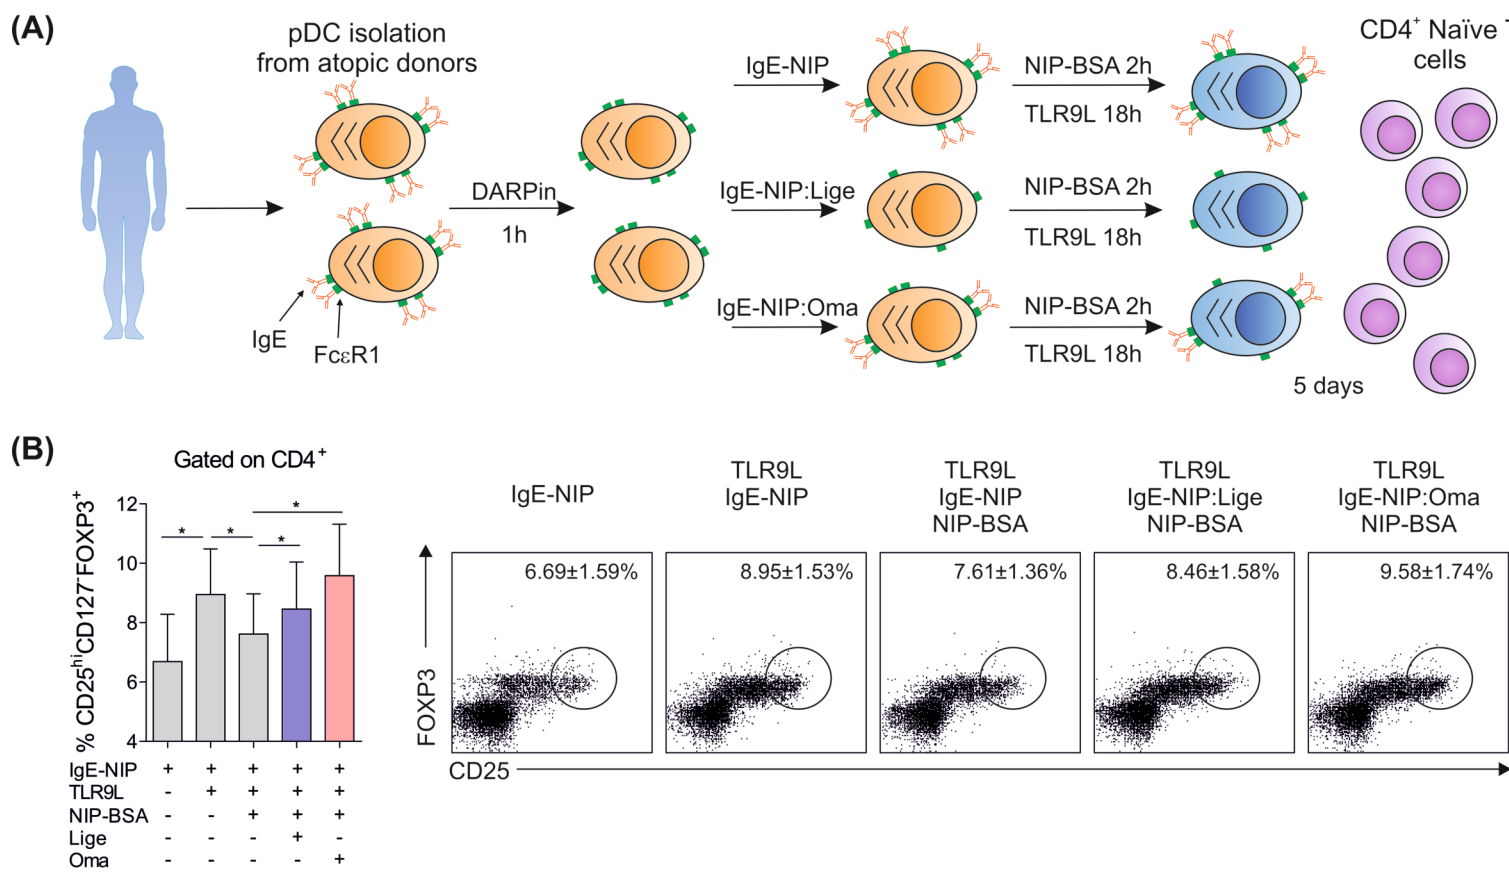 (A)
pDC isolation
from atopic donors
IgE
FcεR1
DARPin
1h
IgE-NIP
NIP-BSA 2h
TLR9L 18h
IgE-NIP:Lige
NIP-BSA 2h
TLR9L 18h
IgE-NIP:Oma
NIP-BSA 2h
TLR9L 18h
CD4+ Naïve T
cells
5 days
(B)
Gated on CD4+
% CD25hiCD127-FOXP3+
12
10
8
6
4
*
*
*
*
IgE-NIP + + + + +
TLR9L - + + + +
NIP-BSA - - + + +
Lige - - - + -
Oma - - - - +
IgE-NIP
TLR9L
IgE-NIP
TLR9L
IgE-NIP
NIP-BSA
TLR9L
IgE-NIP:Lige
NIP-BSA
TLR9L
IgE-NIP:Oma
NIP-BSA
6.69±1.59%
8.95±1.53%
7.61±1.36%
8.46±1.58%
9.58±1.74%
FOXP3
CD25